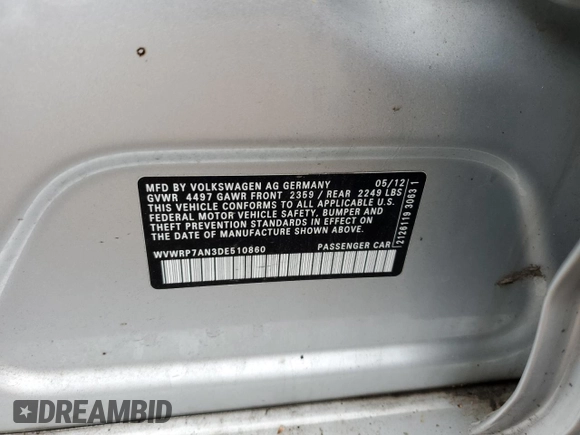 MFD BY VOLKSWAGEN AG GERMANY 05/12
GVWR 4497 GAWR FRONT 2359 / REAR 2249 LBS
THIS VEHICLE CONFORMS TO ALL APPLICABLE U.S.
FEDERAL MOTOR VEHICLE SAFETY, BUMPER AND
THEFT PREVENTION STANDARDS IN EFFECT ON
THE DATE OF MANUFACTURE SHOWN ABOVE.
WVWRP7AN3DE510860 PASSENGER CAR
2126119 3063 1
DREAMBID